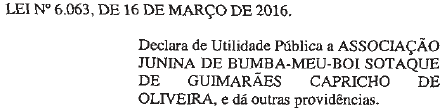 LEI Nº 6.063, DE 16 DE MARÇO DE 2016.
Declara de Utilidade Pública a ASSOCIAÇÃO
JUNINA DE BUMBA-MEU-BOI SOTAQUE
DE GUIMARÃES CAPRICHO DE
OLIVEIRA, e dá outras providências.